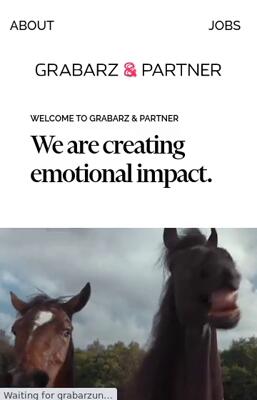 ABOUT JOBS
GRABARZ & PARTNER
WELCOME TO GRABARZ & PARTNER
We are creating
emotional impact.
Waiting for grabarzun...